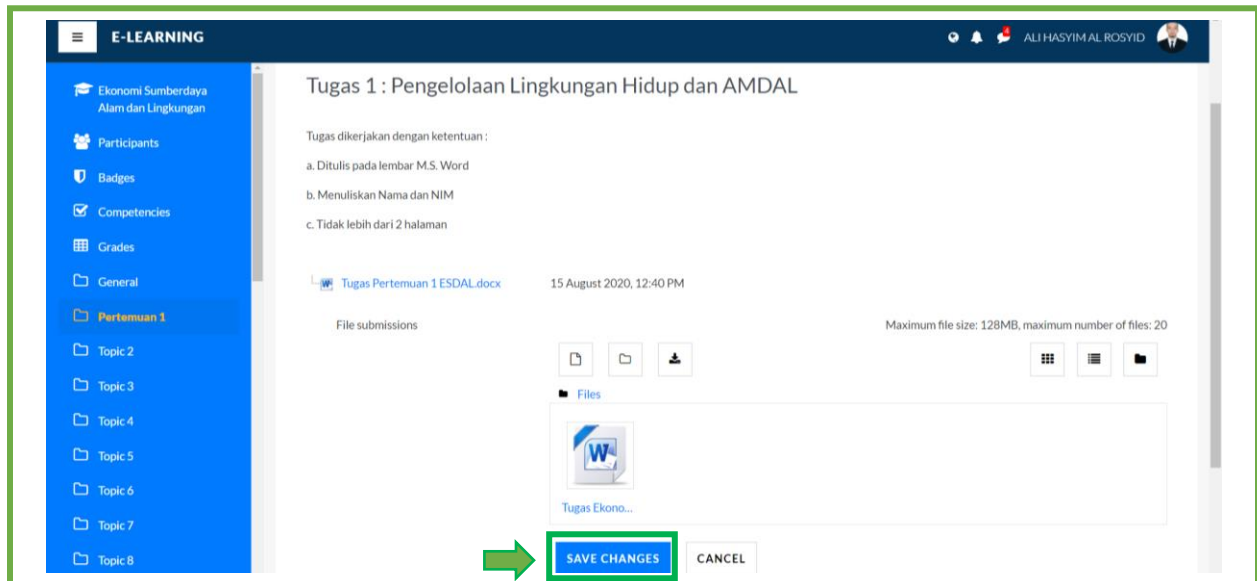 E-LEARNING
ALI HASYIM AL ROSYID
Ekonomi Sumberdaya
Alam dan Lingkungan
Participants
Badges
Competencies
Grades
General
Pertemuan 1
Topic 2
Topic 3
Topic 4
Topic 5
Topic 6
Topic 7
Topic 8
Tugas 1 : Pengelolaan Lingkungan Hidup dan AMDAL
Tugas dikerjakan dengan ketentuan :
a. Ditulis pada lembar M.S. Word
b. Menuliskan Nama dan NIM
c. Tidak lebih dari 2 halaman
Tugas Pertemuan 1 ESDAL.docx 15 August 2020, 12:40 PM
File submissions Maximum file size: 128MB, maximum number of files: 20
Files
W
Tugas Ekono...
SAVE CHANGES CANCEL